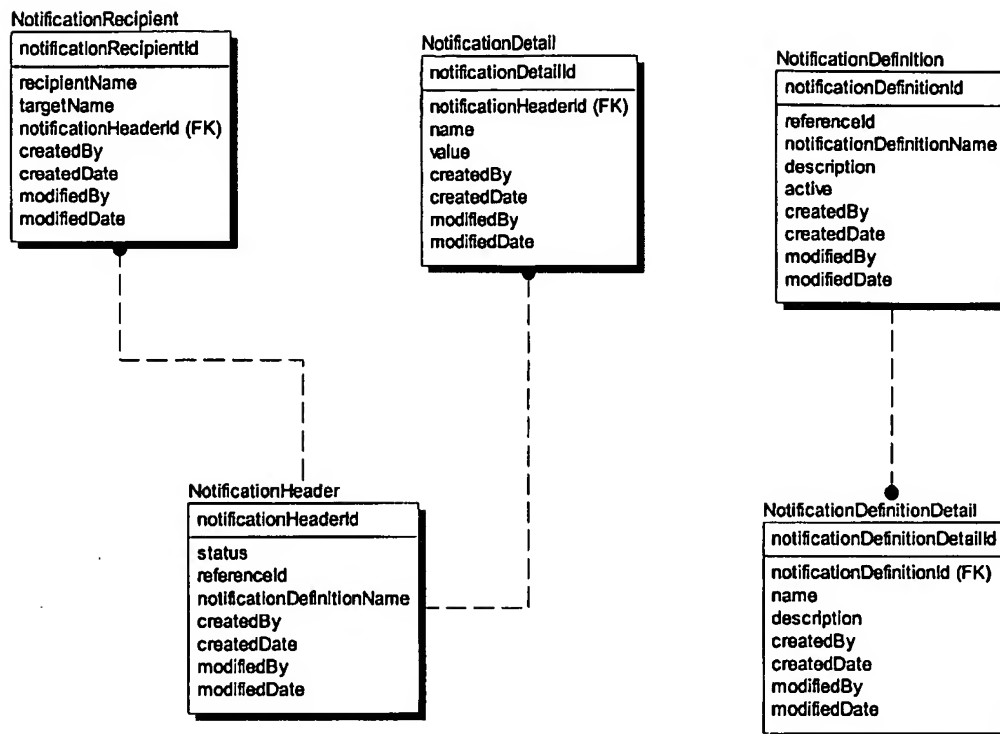 NotificationRecipient
notificationRecipientId
recipientName
targetName
notificationHeaderId (FK)
createdBy
createdDate
modifiedBy
modifiedDate
NotificationDetail
notificationDetailId
notificationHeaderId (FK)
name
value
createdBy
createdDate
modifiedBy
modifiedDate
NotificationDefinition
notificationDefinitionId
referenceId
notificationDefinitionName
description
active
createdBy
createdDate
modifiedBy
modifiedDate
NotificationHeader
notificationHeaderId
status
referenceId
notificationDefinitionName
createdBy
createdDate
modifiedBy
modifiedDate
NotificationDefinitionDetail
notificationDefinitionDetailId
notificationDefinitionId (FK)
name
description
createdBy
createdDate
modifiedBy
modifiedDate